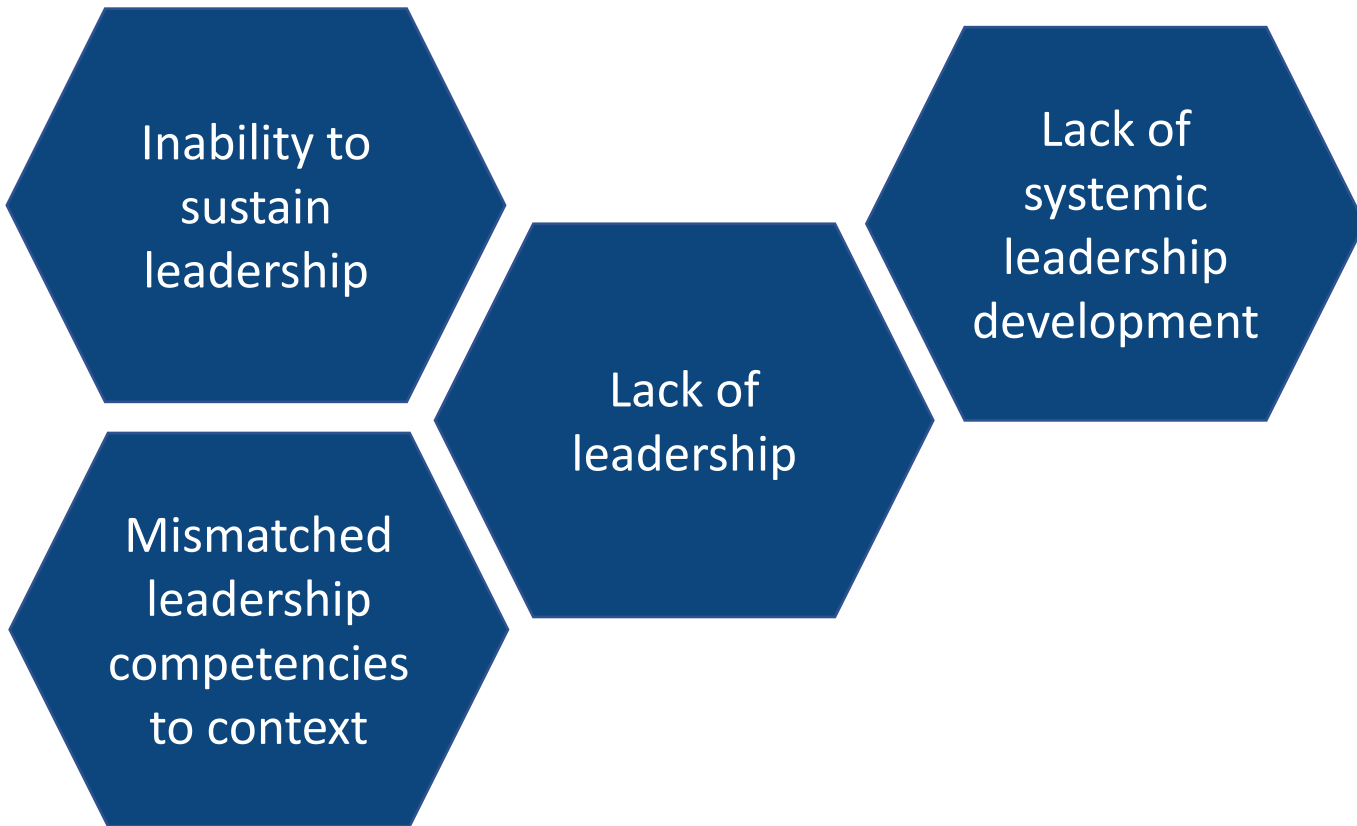 Inability to
sustain
leadership
Mismatched
leadership
competencies
to context
Lack of
leadership
Lack of
systemic
leadership
development